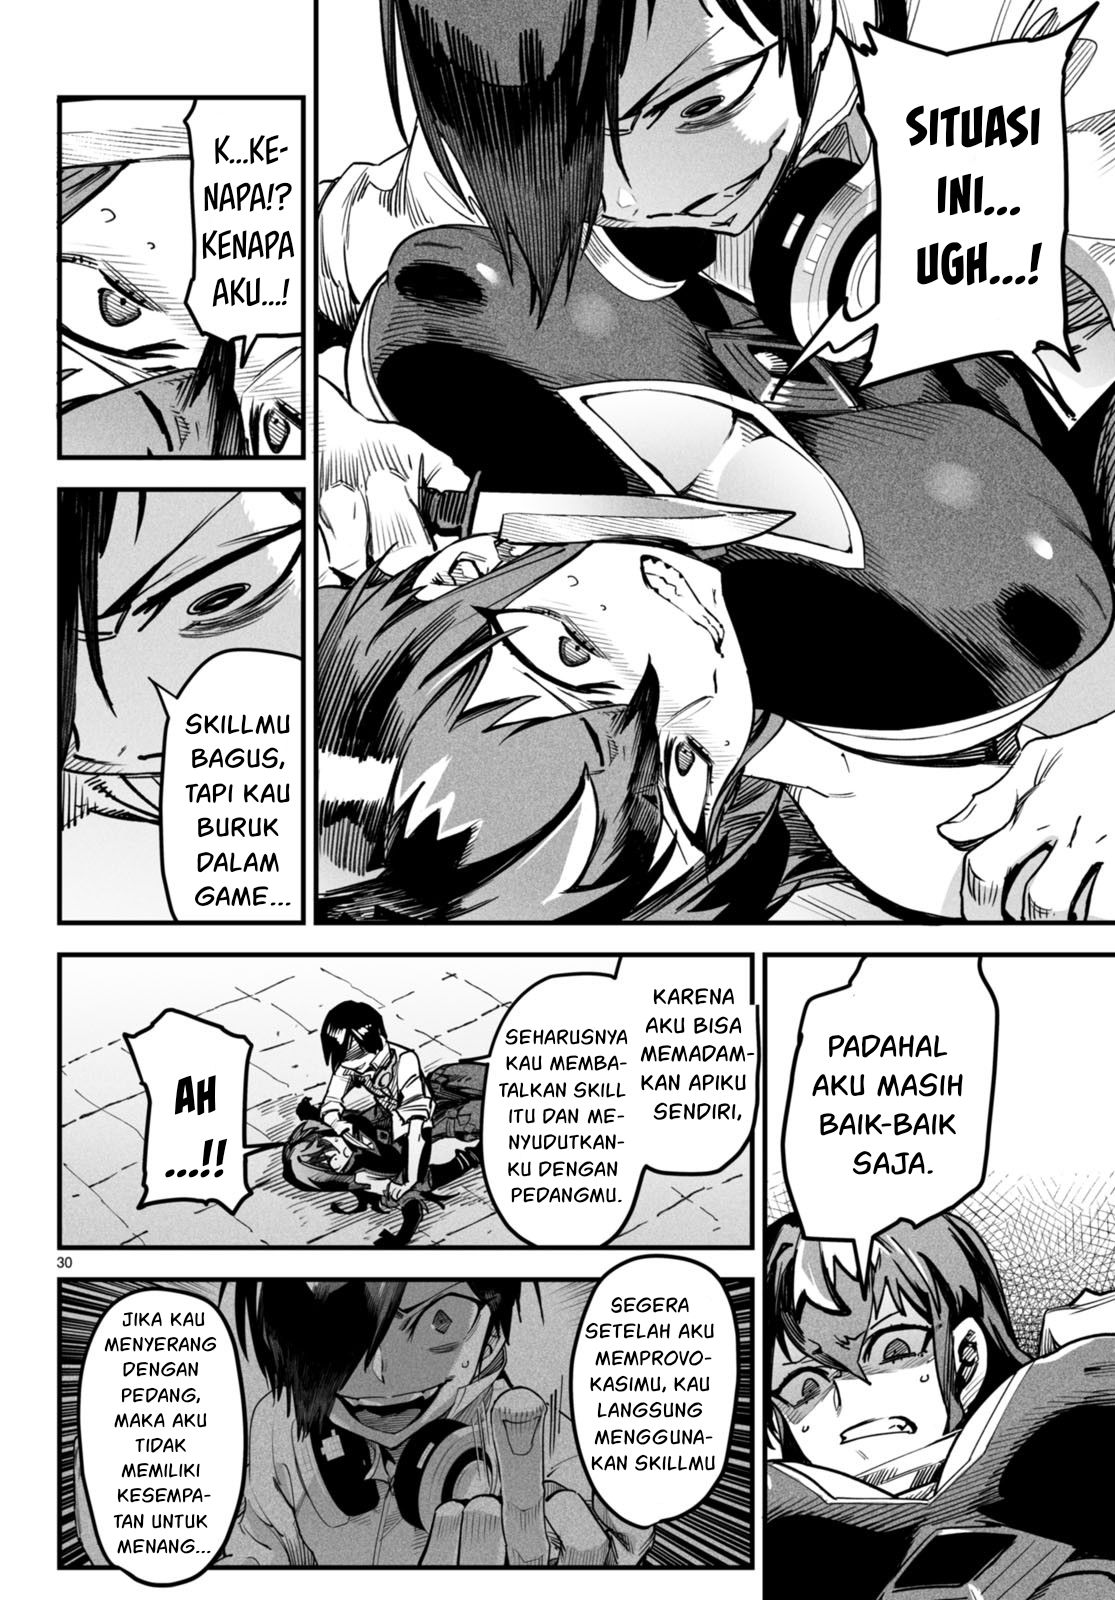 SITUASI
INI...
UGH...!
K...KE-
NAPA!?
KENAPA
AKU...!
SKILLMU
BAGUS,
TAPI KAU
BURUK
DALAM
GAME...
PADAHAL
AKU MASIH
BAIK-BAIK
SAJA.
KARENA
AKU BISA
MEMADAM-
KAN APIKU
SENDIRI,
SEHARUSNYA
KAU MEMBA-
TALKAN SKILL
ITU DAN ME-
NYUDUTKAN-
KU DENGAN
PEDANGMU.
AH
...!!
SEGERA
SETELAH AKU
MEMPROVO-
KASIMU, KAU
LANGSUNG
MENGGUNA-
KAN SKILLMU
JIKA KAU
MENYERANG
DENGAN
PEDANG,
MAKA AKU
TIDAK
MEMILIKI
KESEMPA-
TAN UNTUK
MENANG...
30